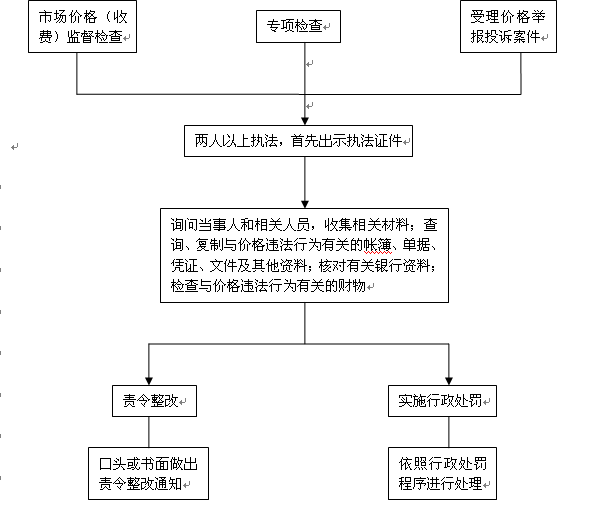 市场价格（收
费）监督检查
专项检查
受理价格举
报投诉案件
两人以上执法，首先出示执法证件
询问当事人和相关人员，收集相关材料；查
询、复制与价格违法行为有关的帐簿、单据、
凭证、文件及其他资料；核对有关银行资料；
检查与价格违法行为有关的财物
责令整改
实施行政处罚
口头或书面做出
责令整改通知
依照行政处罚
程序进行处理